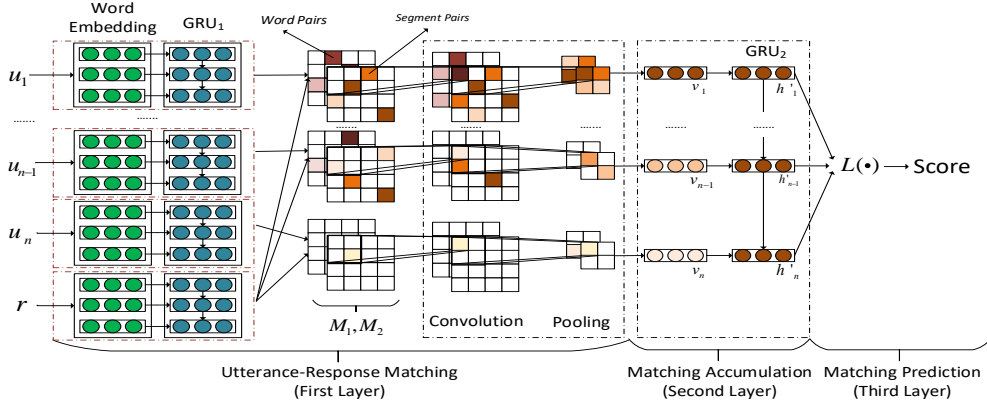 Word
Embedding
GRU1
Word Pairs
Segment Pairs
GRU2
u1
v1
h'1
.......
.......
.......
.......
.......
.......
.......
un-1
vn-1
h'n-1
L(•)
Score
un
vn
h'n
r
M1, M2
Convolution
Pooling
Utterance-Response Matching
(First Layer)
Matching Accumulation
(Second Layer)
Matching Prediction
(Third Layer)